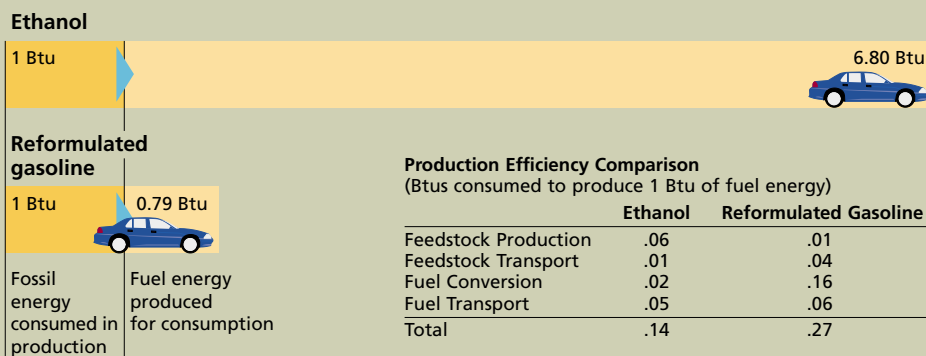 Ethanol
1 Btu
6.80 Btu
Reformulated
gasoline
1 Btu
0.79 Btu
Fossil
energy
consumed in
production
Fuel energy
produced
for consumption
Production Efficiency Comparison
(Btus consumed to produce 1 Btu of fuel energy)
Ethanol Reformulated Gasoline
Feedstock Production .06 .01
Feedstock Transport .01 .04
Fuel Conversion .02 .16
Fuel Transport .05 .06
Total .14 .27